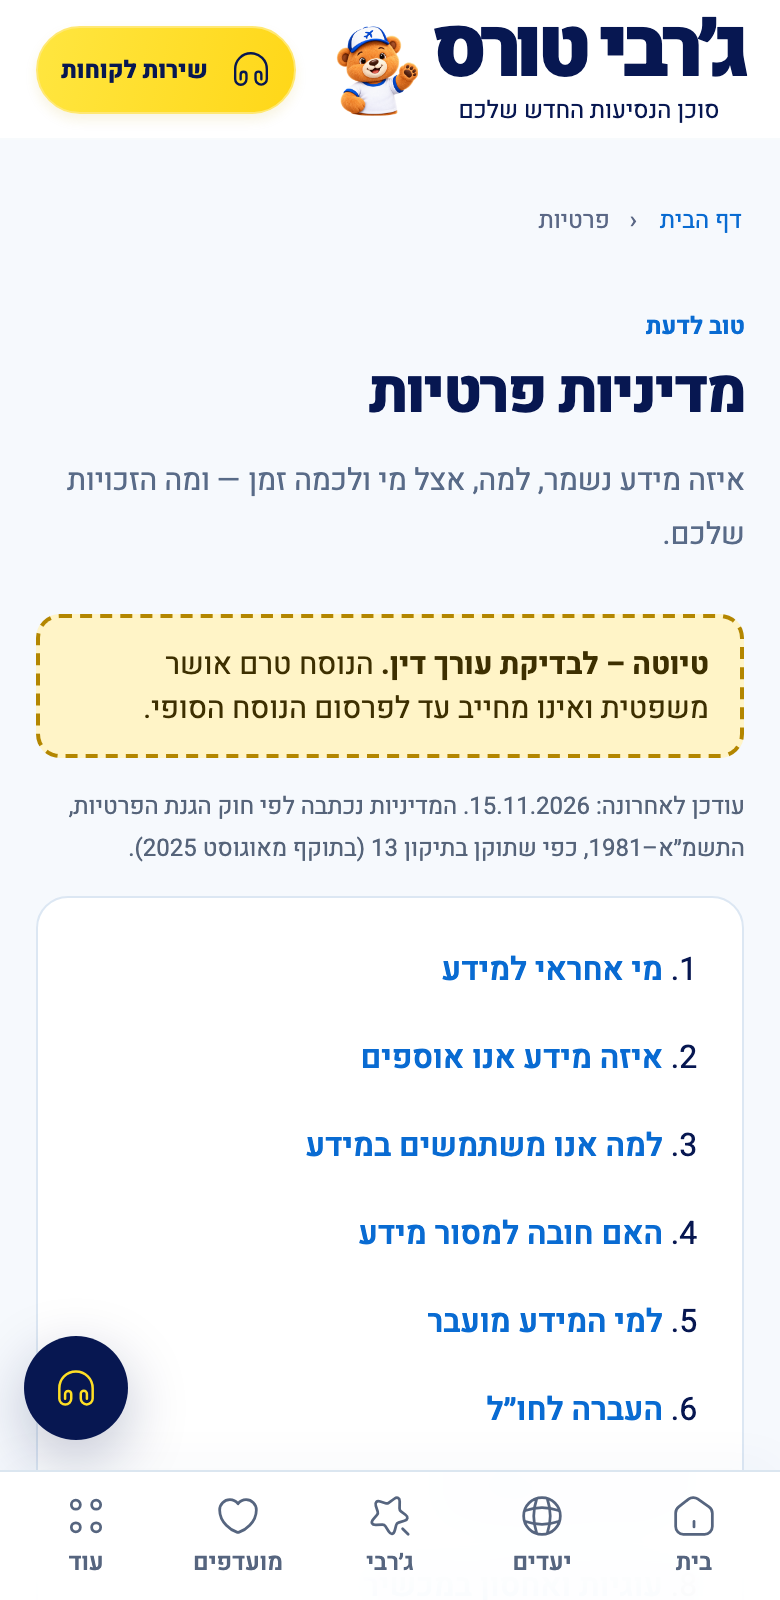 ג׳רבי טורס
סוכן הנסיעות החדש שלכם
שירות לקוחות
דף הבית › פרטיות
טוב לדעת
מדיניות פרטיות
איזה מידע נשמר, למה, אצל מי ולכמה זמן — ומה הזכויות
שלכם.
טיוטה – לבדיקת עורך דין. הנוסח טרם אושר
משפטית ואינו מחייב עד לפרסום הנוסח הסופי.
עודכן לאחרונה: 15.11.2026. המדיניות נכתבה לפי חוק הגנת הפרטיות,
התשמ״א–1981, כפי שתוקן בתיקון 13 (בתוקף מאוגוסט 2025).
1. מי אחראי למידע
2. איזה מידע אנו אוספים
3. למה אנו משתמשים במידע
4. האם חובה למסור מידע
5. למי המידע מועבר
6. העברה לחו״ל
בית
יעדים
ג׳רבי
מועדפים
עוד